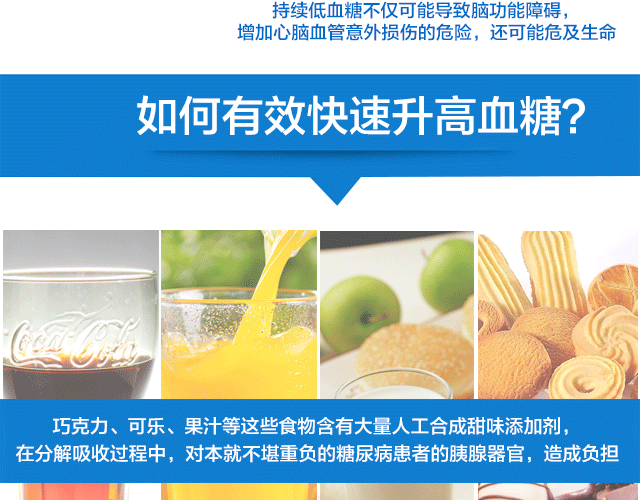 持续低血糖不仅可能导致脑功能障碍，
增加心脑血管意外损伤的危险，还可能危及生命
如何有效快速升高血糖？
Coca Cola
巧克力、可乐、果汁等这些食物含有大量人工合成甜味添加剂，
在分解吸收过程中，对本就不堪重负的糖尿病患者的胰腺器官，造成负担